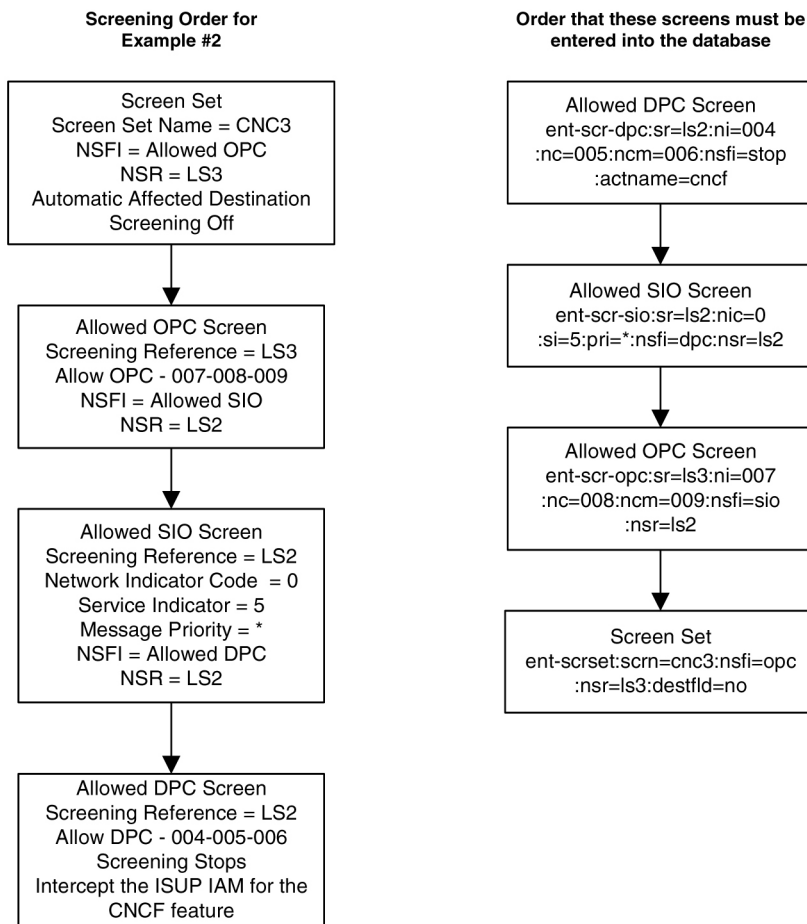 Screening Order for
Example #2
Screen Set
Screen Set Name = CNC3
NSFI = Allowed OPC
NSR = LS3
Automatic Affected Destination
Screening Off
Allowed OPC Screen
Screening Reference = LS3
Allow OPC - 007-008-009
NSFI = Allowed SIO
NSR = LS2
Allowed SIO Screen
Screening Reference = LS2
Network Indicator Code = 0
Service Indicator = 5
Message Priority = *
NSFI = Allowed DPC
NSR = LS2
Allowed DPC Screen
Screening Reference = LS2
Allow DPC - 004-005-006
Screening Stops
Intercept the ISUP IAM for the
CNCF feature
Order that these screens must be
entered into the database
Allowed DPC Screen
ent-scr-dpc:sr=ls2:ni=004
:nc=005:ncm=006:nsfi=stop
:actname=cncf
Allowed SIO Screen
ent-scr-sio:sr=ls2:nic=0
:si=5:pri=*:nsfi=dpc:nsr=ls2
Allowed OPC Screen
ent-scr-opc:sr=ls3:ni=007
:nc=008:ncm=009:nsfi=sio
:nsr=ls2
Screen Set
ent-scrset:scrn=cnc3:nsfi=opc
:nsr=ls3:destfld=no